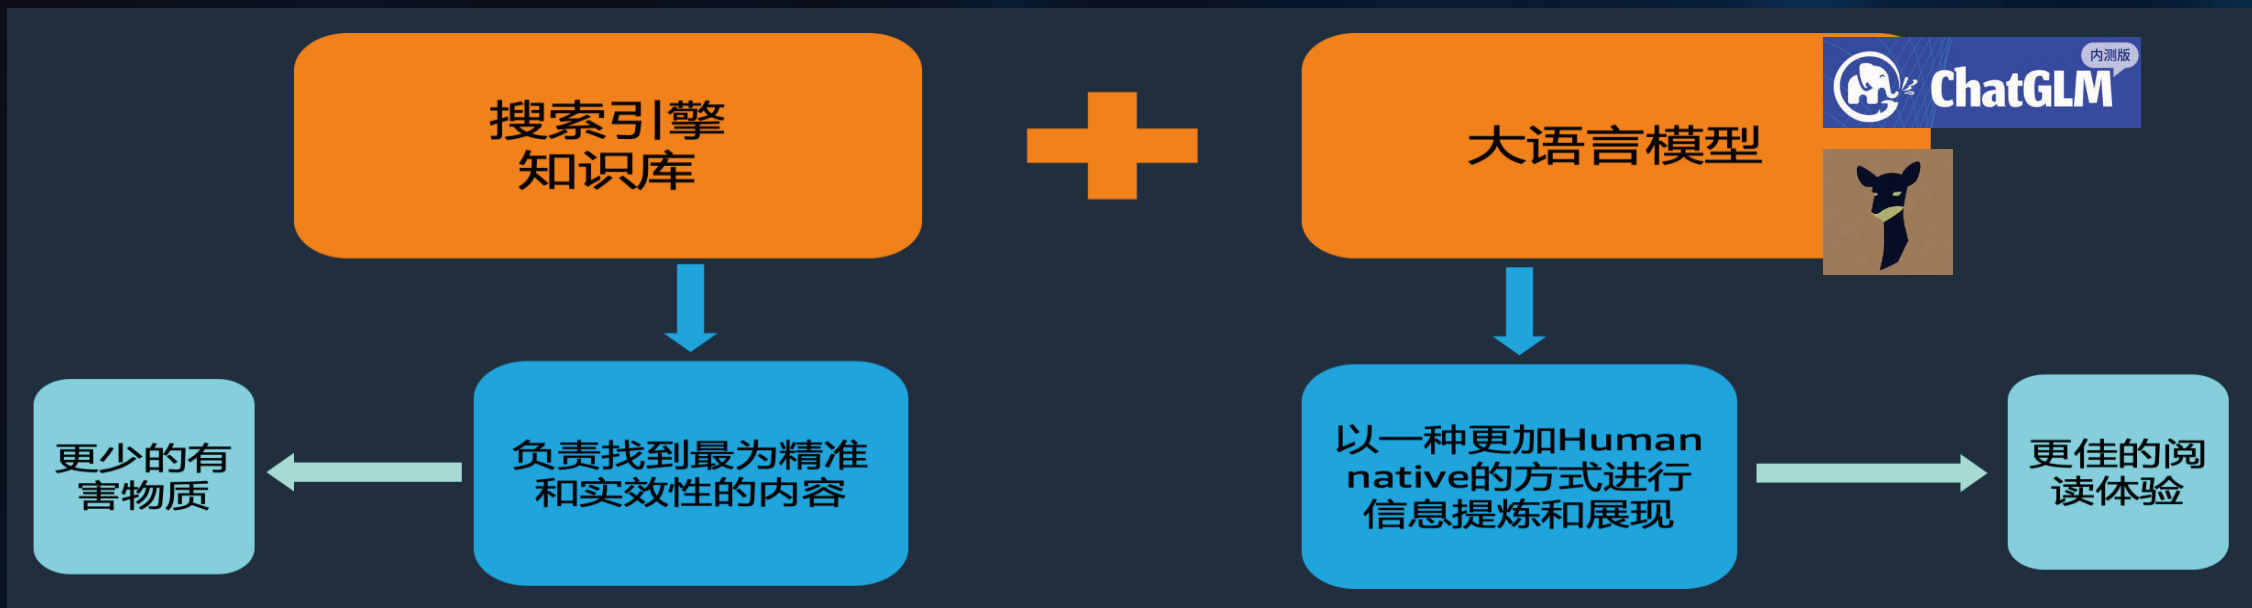 搜索引擎
知识库
大语言模型
内测版
ChatGLM
更少的有
害物质
负责找到最为精准
和实效性的内容
以一种更加Human
native的方式进行
信息提炼和展现
更佳的阅
读体验